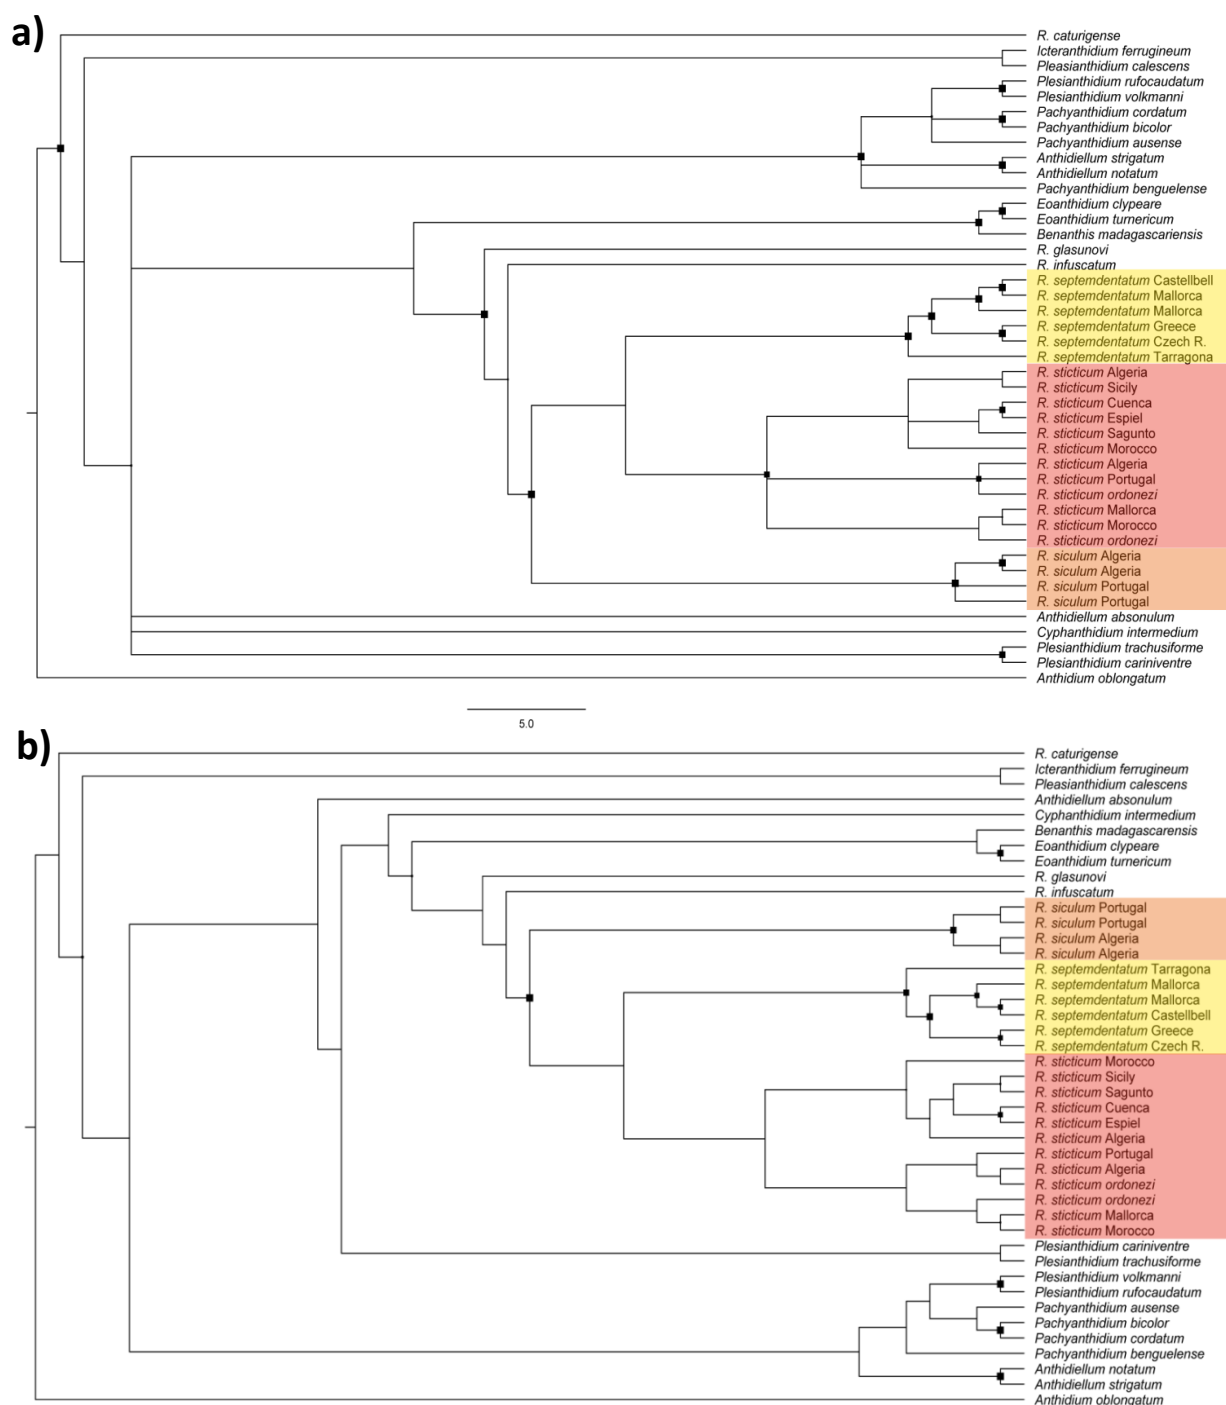 a)
R. caturigense
Icteranthidium ferrugineum
Pleasianthidium calescens
Plesianthidium rufocaudatum
Plesianthidium volkmanni
Pachyanthidium cordatum
Pachyanthidium bicolor
Pachyanthidium ausense
Anthidiellum strigatum
Anthidiellum notatum
Pachyanthidium benguelense
Eoanthidium clypeare
Eoanthidium turnericum
Benanthis madagascariensis
R. glasunovi
R. infuscatum
R. septemdentatum Castellbell
R. septemdentatum Mallorca
R. septemdentatum Mallorca
R. septemdentatum Greece
R. septemdentatum Czech R.
R. septemdentatum Tarragona
R. sticticum Algeria
R. sticticum Sicily
R. sticticum Cuenca
R. sticticum Espiel
R. sticticum Sagunto
R. sticticum Morocco
R. sticticum Algeria
R. sticticum Portugal
R. sticticum ordonezi
R. sticticum Mallorca
R. sticticum Morocco
R. sticticum ordonezi
R. siculum Algeria
R. siculum Algeria
R. siculum Portugal
R. siculum Portugal
Anthidiellum absonulum
Cyphanthidium intermedium
Plesianthidium trachusiforme
Plesianthidium cariniventre
Anthidium oblongatum
5.0
b)
R. caturigense
Icteranthidium ferrugineum
Pleasianthidium calescens
Anthidiellum absonulum
Cyphanthidium intermedium
Benanthis madagascarensis
Eoanthidium clypeare
Eoanthidium turnericum
R. glasunovi
R. infuscatum
R. siculum Portugal
R. siculum Portugal
R. siculum Algeria
R. siculum Algeria
R. septemdentatum Tarragona
R. septemdentatum Mallorca
R. septemdentatum Mallorca
R. septemdentatum Castellbell
R. septemdentatum Greece
R. septemdentatum Czech R.
R. sticticum Morocco
R. sticticum Sicily
R. sticticum Sagunto
R. sticticum Cuenca
R. sticticum Espiel
R. sticticum Algeria
R. sticticum Portugal
R. sticticum Algeria
R. sticticum ordonezi
R. sticticum ordonezi
R. sticticum Mallorca
R. sticticum Morocco
Plesianthidium cariniventre
Plesianthidium trachusiforme
Plesianthidium volkmanni
Plesianthidium rufocaudatum
Pachyanthidium ausense
Pachyanthidium bicolor
Pachyanthidium cordatum
Pachyanthidium benguelense
Anthidiellum notatum
Anthidiellum strigatum
Anthidium oblongatum